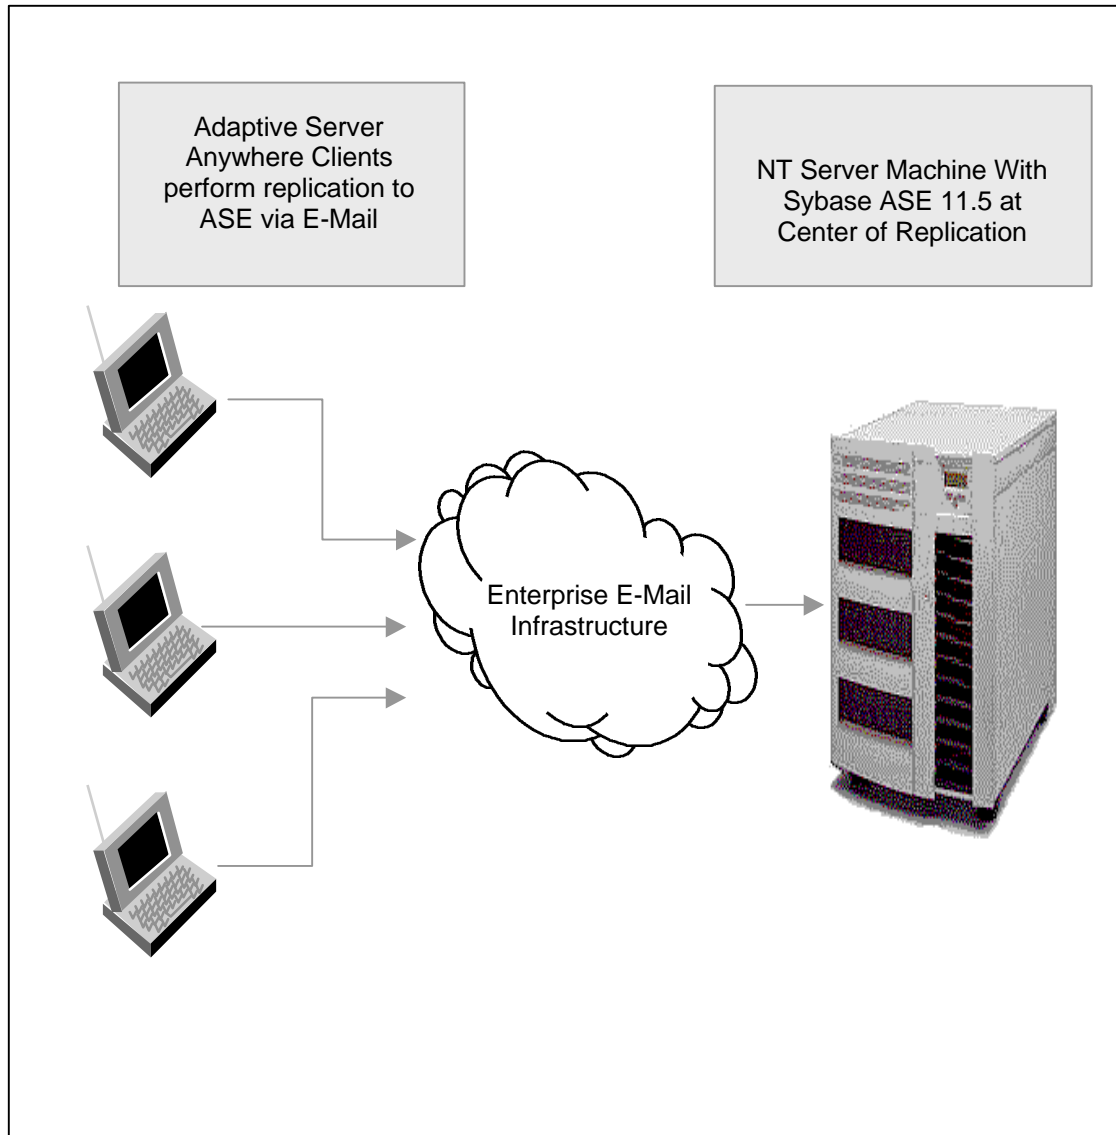 Adaptive Server
Anywhere Clients
perform replication to
ASE via E-Mail
NT Server Machine With
Sybase ASE 11.5 at
Center of Replication
Enterprise E-Mail
Infrastructure